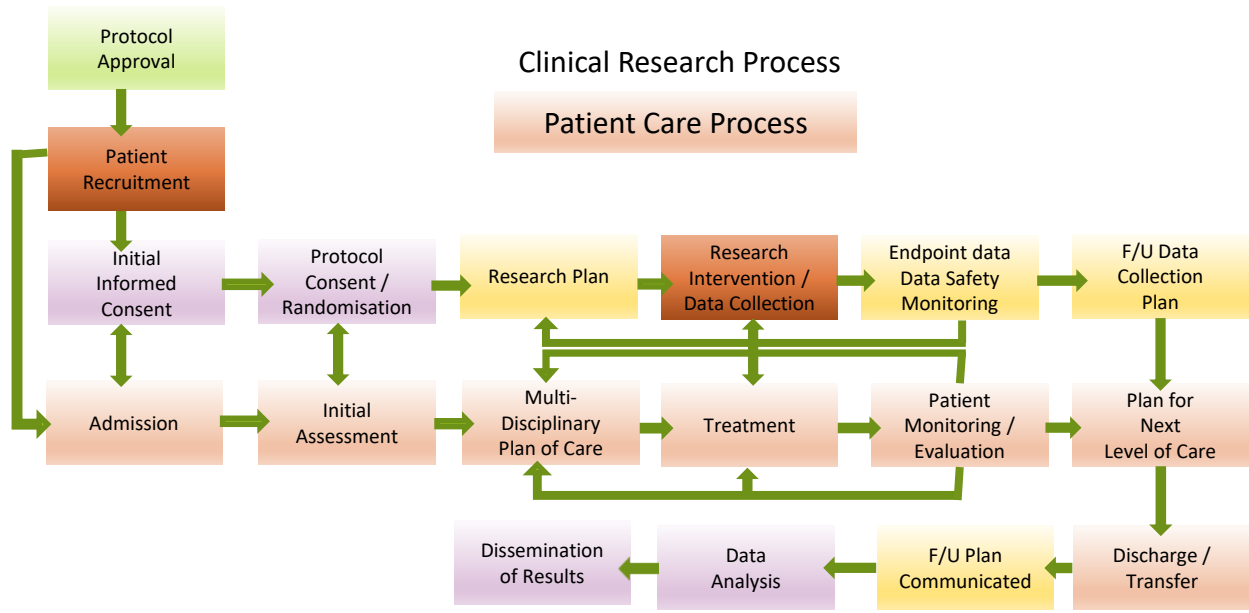 Protocol
Approval
Clinical Research Process
Patient Care Process
Patient
Recruitment
Initial
Informed
Consent
Protocol
Consent /
Randomisation
Research Plan
Research
Intervention /
Data Collection
Endpoint data
Data Safety
Monitoring
F/U Data
Collection
Plan
Admission
Initial
Assessment
Multi-
Disciplinary
Plan of Care
Treatment
Patient
Monitoring /
Evaluation
Plan for
Next
Level of Care
Dissemination
of Results
Data
Analysis
F/U Plan
Communicated
Discharge /
Transfer